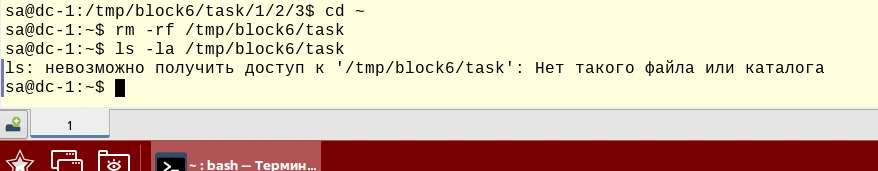 sa@dc-1:/tmp/block6/task/1/2/3$ cd ~
sa@dc-1:~$ rm -rf /tmp/block6/task
sa@dc-1:~$ ls -la /tmp/block6/task
ls: невозможно получить доступ к '/tmp/block6/task': Нет такого файла или каталога
sa@dc-1:~$
1
~ : bash — Термин...